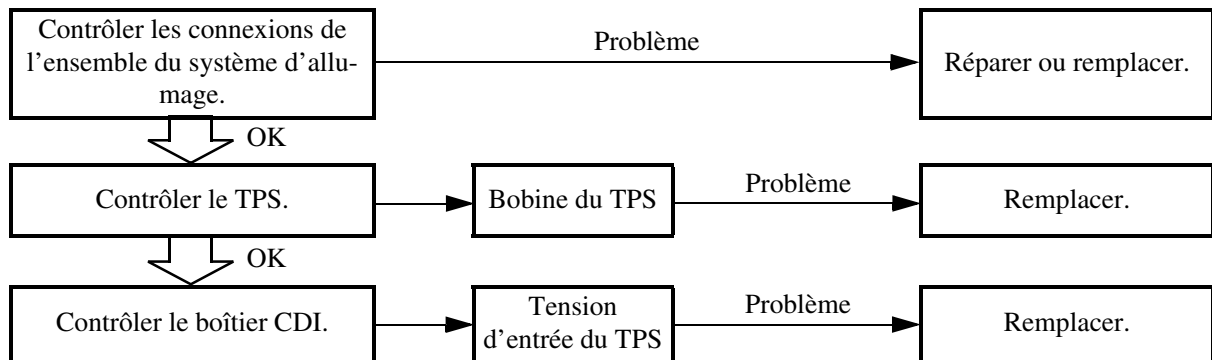 Contrôler les connexions de
l’ensemble du système d’allu-
mage.
Problème
Réparer ou remplacer.
OK
Contrôler le TPS.
Bobine du TPS
Problème
Remplacer.
OK
Contrôler le boîtier CDI.
Tension
d’entrée du TPS
Problème
Remplacer.